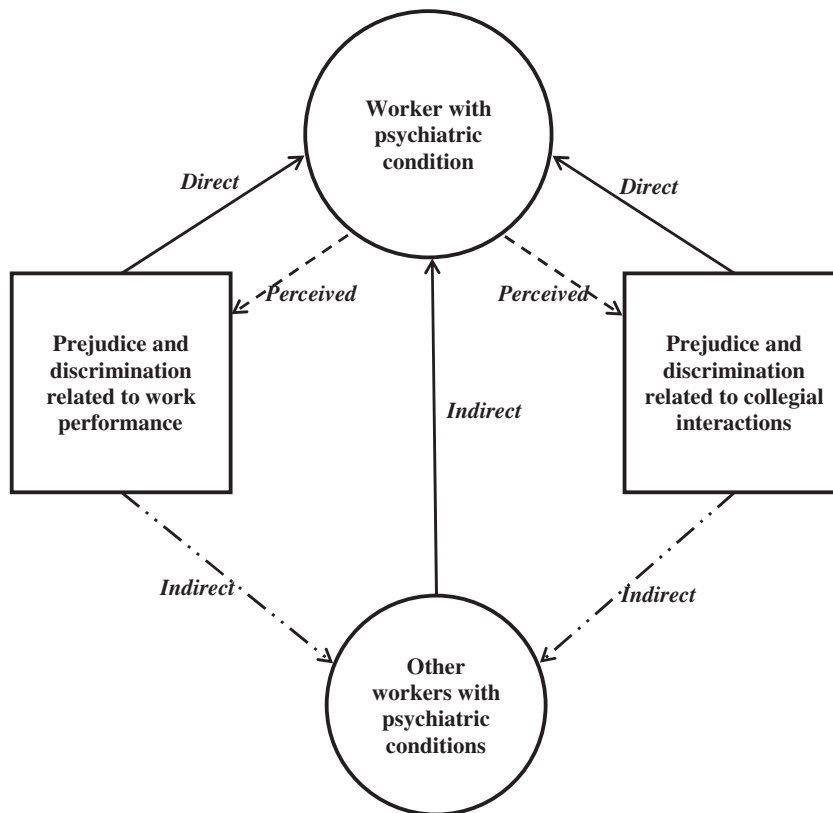 Worker with
psychiatric
condition
Direct
Direct
Perceived
Perceived
Prejudice and
discrimination
related to work
performance
Prejudice and
discrimination
related to collegial
interactions
Indirect
Indirect
Indirect
Other
workers with
psychiatric
conditions